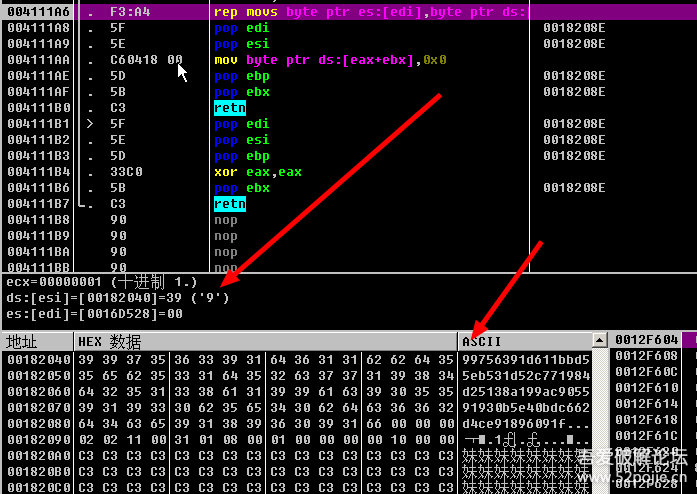 004111A6 . F3:A4 rep movs byte ptr es:[edi],byte ptr ds:[
004111A8 . 5F pop edi 0018208E
004111A9 . 5E pop esi 0018208E
004111AA . C60418 00 mov byte ptr ds:[eax+ebx],0x0
004111AE . 5D pop ebp 0018208E
004111AF . 5B pop ebx 0018208E
004111B0 . C3 retn
004111B1 > 5F pop edi 0018208E
004111B2 . 5E pop esi 0018208E
004111B3 . 5D pop ebp 0018208E
004111B4 . 33C0 xor eax,eax
004111B6 . 5B pop ebx 0018208E
004111B7 . C3 retn
004111B8 90 nop
004111B9 90 nop
004111BA 90 nop
004111BB 90 nop
ecx=00000001 (十进制 1.)
ds:[esi]=[00182040]=39 ('9')
es:[edi]=[0016D528]=00
地址 HEX 数据 ASCII 0012F604
00182040 39 39 37 35 36 33 39 31 64 36 31 31 62 62 64 35 99756391d611bbd5 0012F608
00182050 35 65 62 35 33 31 64 35 32 63 37 37 31 39 38 34 5eb531d52c771984 0012F60C
00182060 64 32 35 31 33 38 61 31 39 39 61 63 39 30 35 35 d25138a199ac9055 0012F610
00182070 39 31 39 33 30 62 35 65 34 30 62 64 63 36 36 32 91930b5e40bdc662 0012F614
00182080 64 34 63 65 39 31 38 39 36 30 39 31 66 00 00 00 d4ce91896091f... 0012F618
00182090 02 02 11 00 31 01 08 00 01 00 00 00 00 10 00 00 0012F61C
001820A0 C3 C3 C3 C3 C3 C3 C3 C3 C3 C3 C3 C3 C3 C3 C3 C3 妹妹妹妹妹妹妹妹
001820B0 C3 C3 C3 C3 C3 C3 C3 C3 C3 C3 C3 C3 C3 C3 C3 C3 妹妹妹妹妹妹妹妹 0012F624
001820C0 C3 C3 C3 C3 C3 C3 C3 C3 C3 C3 C3 C3 C3 C3 C3 C3 妹妹妹妹妹妹妹妹 0012F628
吾爱破解论坛
www.52pojie.cn